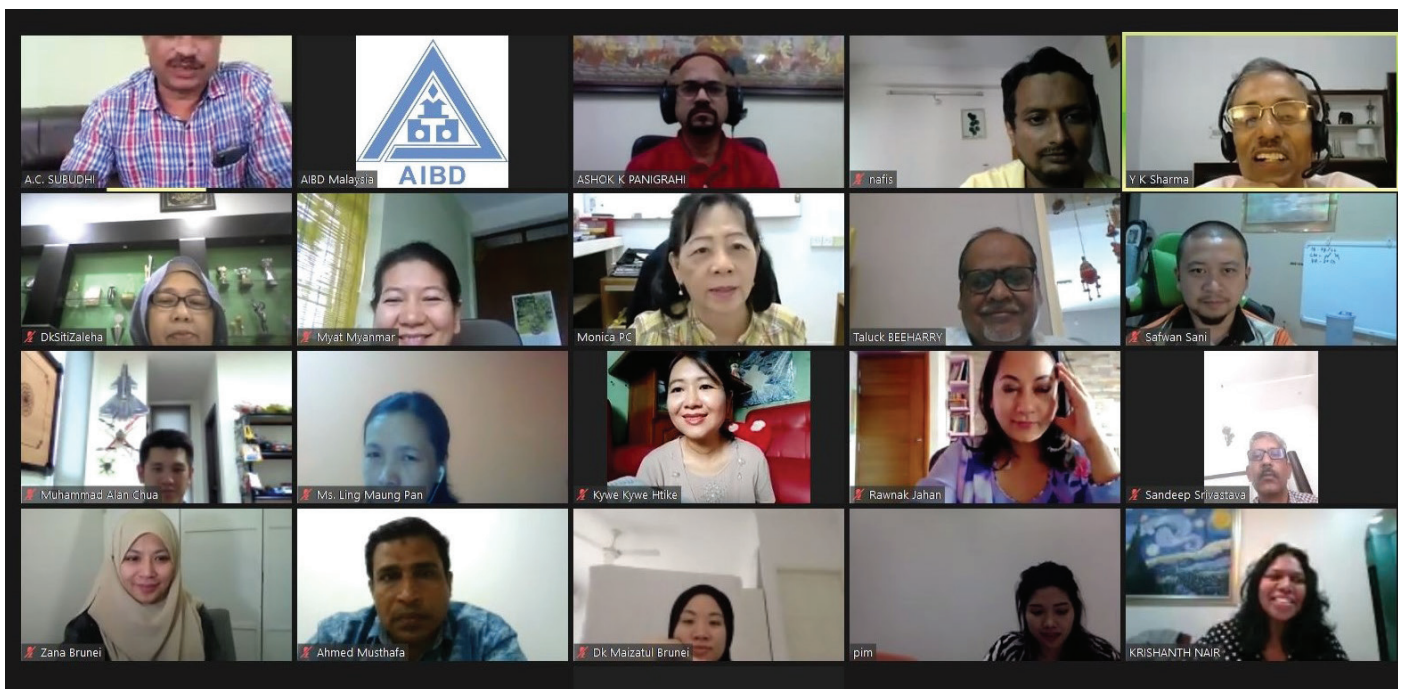 A.C. SUBUDHI
AIBD
AIBD Malaysia
ASHOK K PANIGRAHI
nafis
Y K Sharma
DkSitiZaleha
Myat Myanmar
Monica PC
Taluck BEEHARRY
Safwan Sani
Muhammad Alan Chua
Ms. Ling Maung Pan
Kywe Kywe Htike
Rawnak Jahan
Sandeep Srivastava
Zana Brunei
Ahmed Musthafa
Dk Maizatul Brunei
pim
KRISHANTH NAIR